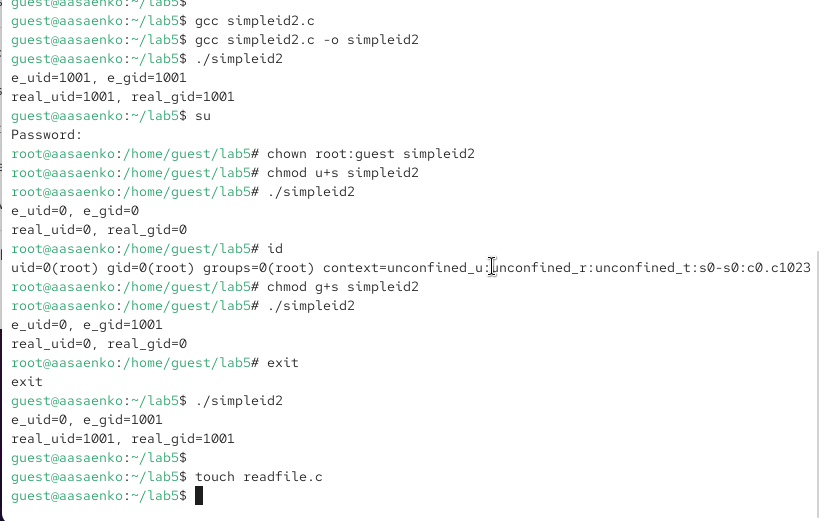 guest@aasaenko:~/lab5$
guest@aasaenko:~/lab5$ gcc simpleid2.c
guest@aasaenko:~/lab5$ gcc simpleid2.c -o simpleid2
guest@aasaenko:~/lab5$ ./simpleid2
e_uid=1001, e_gid=1001
real_uid=1001, real_gid=1001
guest@aasaenko:~/lab5$ su
Password:
root@aasaenko:/home/guest/lab5# chown root:guest simpleid2
root@aasaenko:/home/guest/lab5# chmod u+s simpleid2
root@aasaenko:/home/guest/lab5# ./simpleid2
e_uid=0, e_gid=0
real_uid=0, real_gid=0
root@aasaenko:/home/guest/lab5# id
uid=0(root) gid=0(root) groups=0(root) context=unconfined_u:unconfined_r:unconfined_t:s0-s0:c0.c1023
root@aasaenko:/home/guest/lab5# chmod g+s simpleid2
root@aasaenko:/home/guest/lab5# ./simpleid2
e_uid=0, e_gid=1001
real_uid=0, real_gid=0
root@aasaenko:/home/guest/lab5# exit
exit
guest@aasaenko:~/lab5$ ./simpleid2
e_uid=0, e_gid=1001
real_uid=1001, real_gid=1001
guest@aasaenko:~/lab5$
guest@aasaenko:~/lab5$ touch readfile.c
guest@aasaenko:~/lab5$